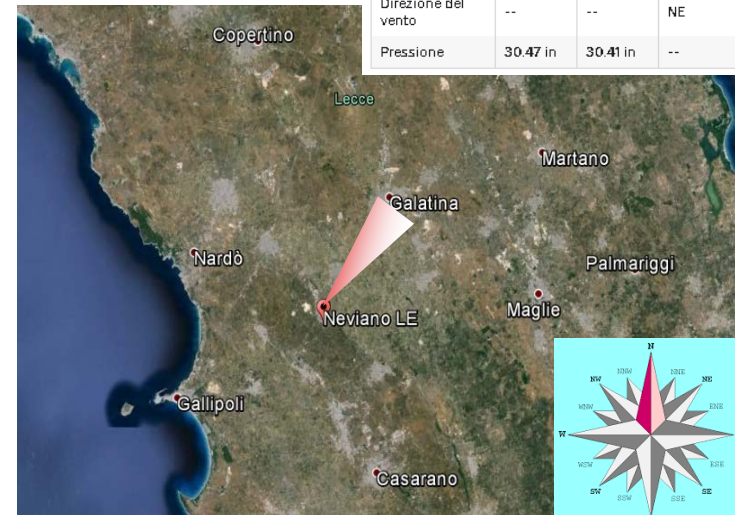 Direzione del
vento -- -- NE
Pressione 30.47 in 30.41 in --
Copertino
Lecce
Martano
Galatina
Nardò
Palmariggi
Maglie
Neviano LE
Gallipoli
Casarano
N
NNW NNE
NW NE
WNW ENE
W
WSW ESE
SW SE
SSW SSE